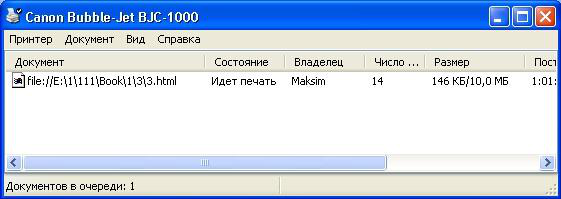 Canon Bubble-Jet BJC-1000
Принтер Документ Вид Справка
Документ Состояние Владелец Число ... Размер Пост
file://E:\1\111\Book\1\3\3.html Идет печать Maksim 14 146 КБ/10,0 МБ 1:01:
Документов в очереди: 1